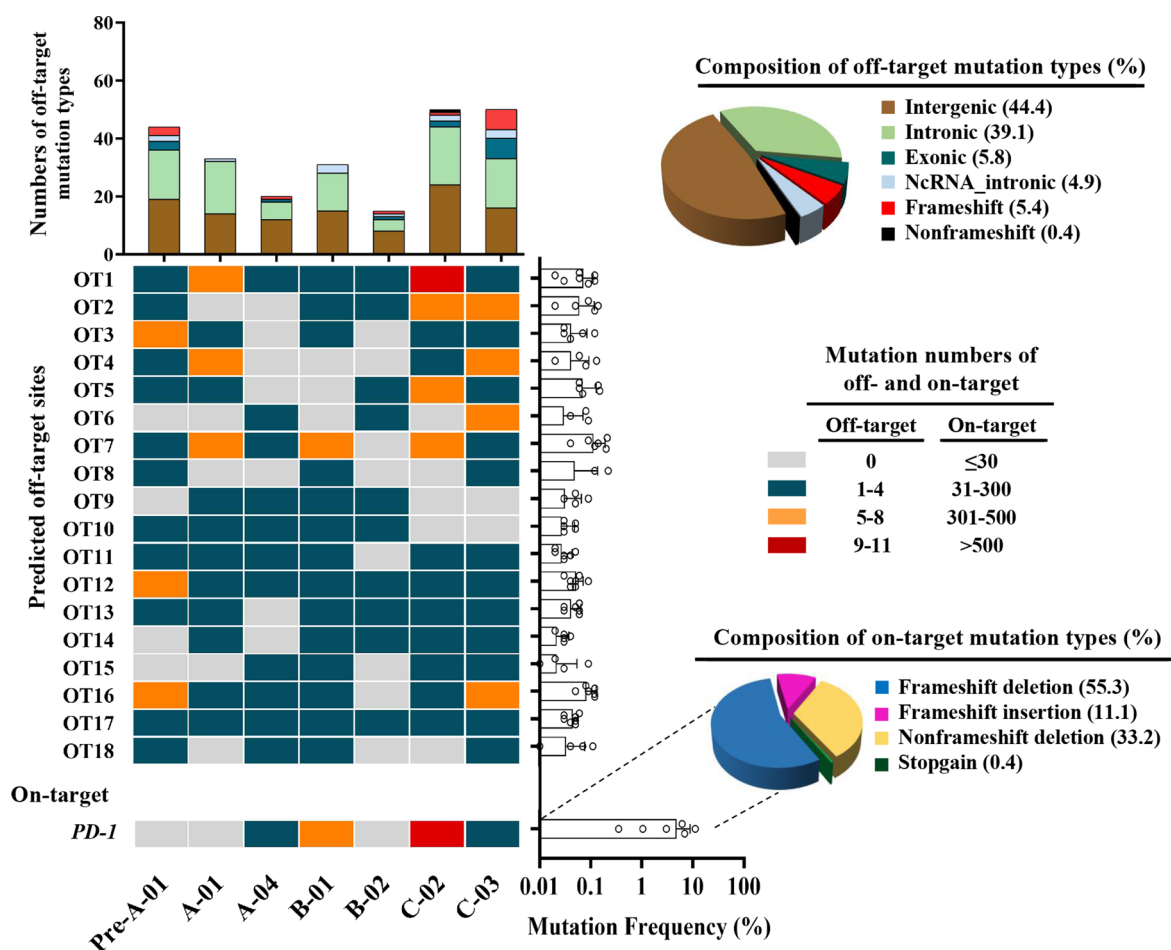 Numbers of off-target
mutation types
80
60
40
20
0
Composition of off-target mutation types (%)
Intergenic (44.4)
Intronic (39.1)
Exonic (5.8)
NcRNA_intronic (4.9)
Frameshift (5.4)
Nonframeshift (0.4)
Predicted off-target sites
OT1
OT2
OT3
OT4
OT5
OT6
OT7
OT8
OT9
OT10
OT11
OT12
OT13
OT14
OT15
OT16
OT17
OT18
On-target
PD-1
Pre-A-01
A-01
A-04
B-01
B-02
C-02
C-03
0.01 0.1 1 10 100
Mutation Frequency (%)
Mutation numbers of
off- and on-target
Off-target On-target
0 ≤30
1-4 31-300
5-8 301-500
9-11 >500
Composition of on-target mutation types (%)
Frameshift deletion (55.3)
Frameshift insertion (11.1)
Nonframeshift deletion (33.2)
Stopgain (0.4)